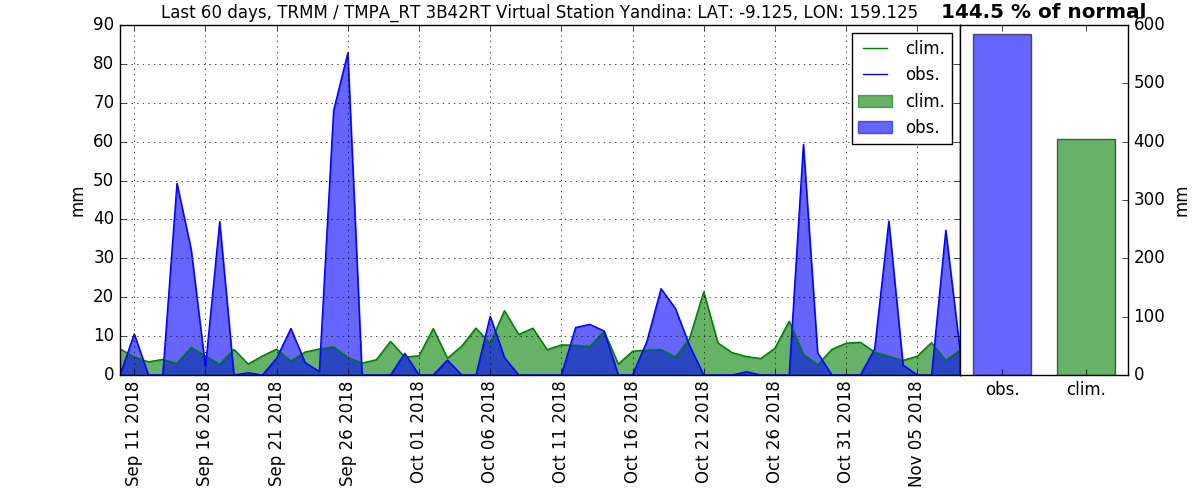 Last 60 days, TRMM / TMPA_RT 3B42RT Virtual Station Yandina: LAT: -9.125, LON: 159.125
144.5 % of normal
90
80
70
60
50
40
30
20
10
0
mm
clim.
obs.
clim.
obs.
600
500
400
300
200
100
0
mm
Sep 11 2018
Sep 16 2018
Sep 21 2018
Sep 26 2018
Oct 01 2018
Oct 06 2018
Oct 11 2018
Oct 16 2018
Oct 21 2018
Oct 26 2018
Oct 31 2018
Nov 05 2018
obs.
clim.